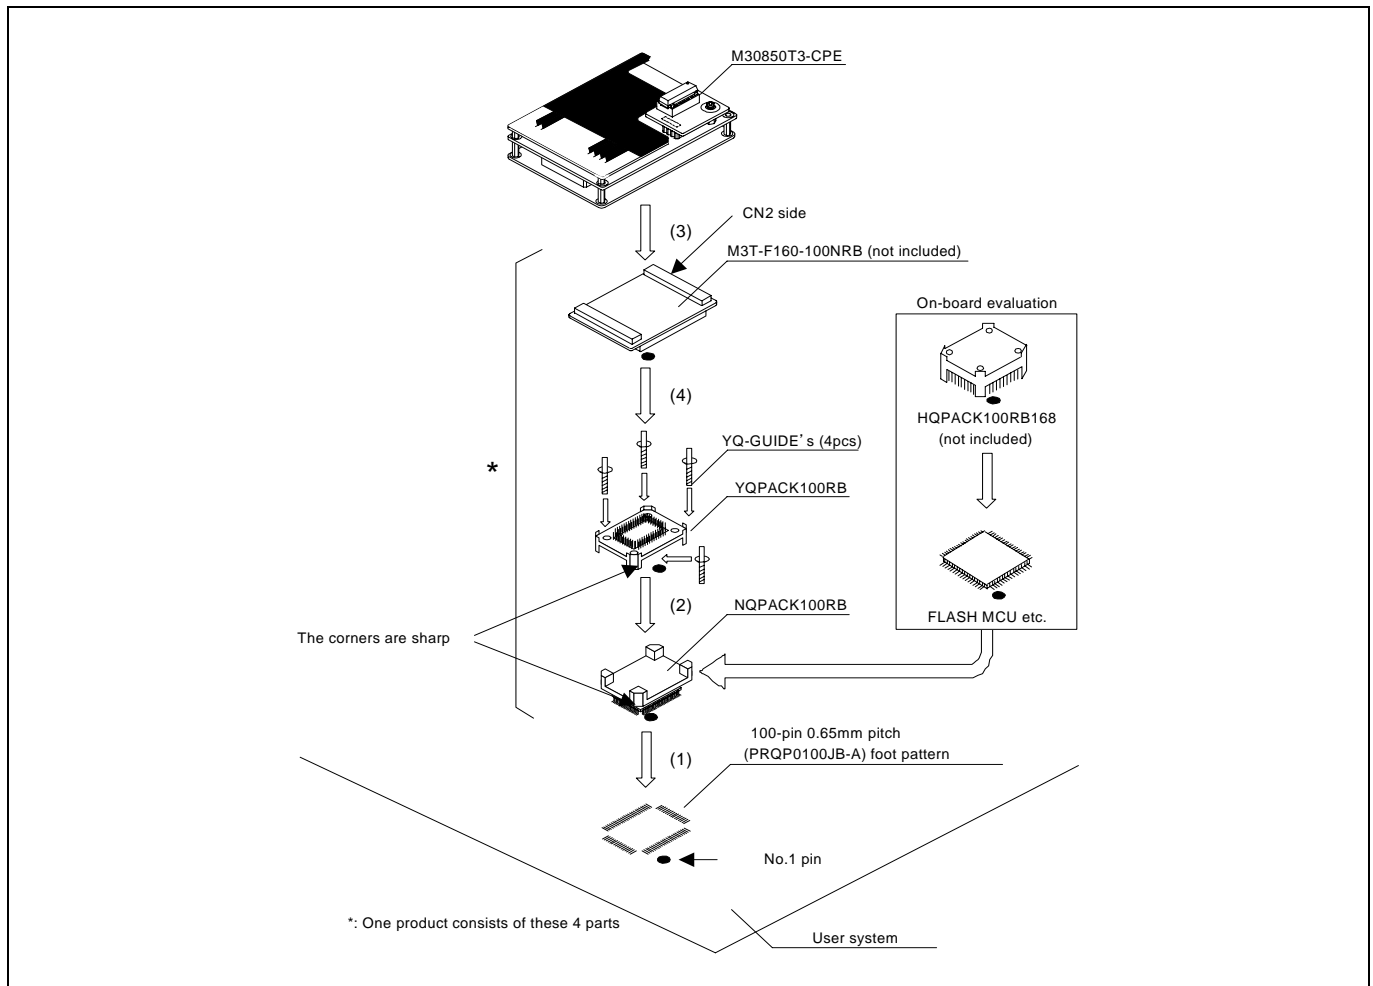 M30850T3-CPE
CN2 side
(3)
M3T-F160-100NRB (not included)
On-board evaluation
HQPACK100RB168
(not included)
(4)
YQ-GUIDE's (4pcs)
*
YQPACK100RB
(2)
NQPACK100RB
FLASH MCU etc.
The corners are sharp
100-pin 0.65mm pitch
(PRQP0100JB-A) foot pattern
(1)
No.1 pin
*: One product consists of these 4 parts
User system